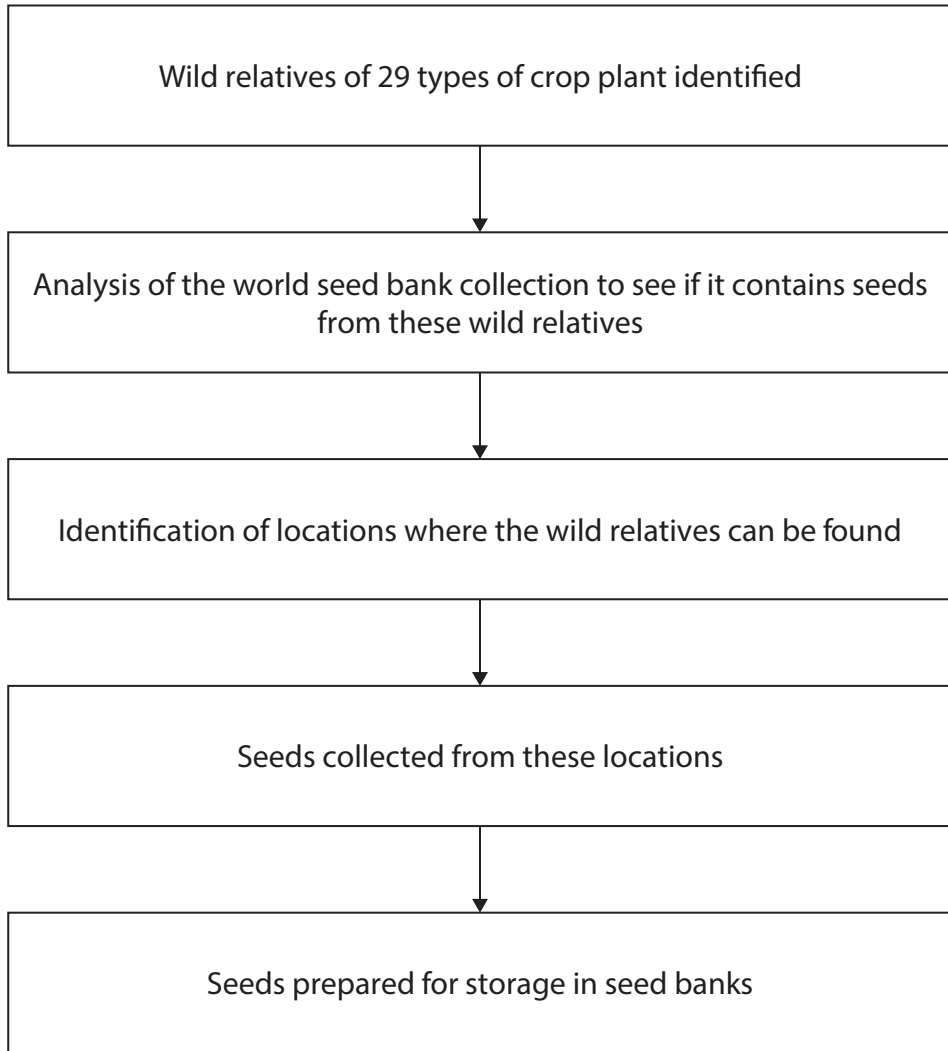 Wild relatives of 29 types of crop plant identified
Analysis of the world seed bank collection to see if it contains seeds
from these wild relatives
Identification of locations where the wild relatives can be found
Seeds collected from these locations
Seeds prepared for storage in seed banks